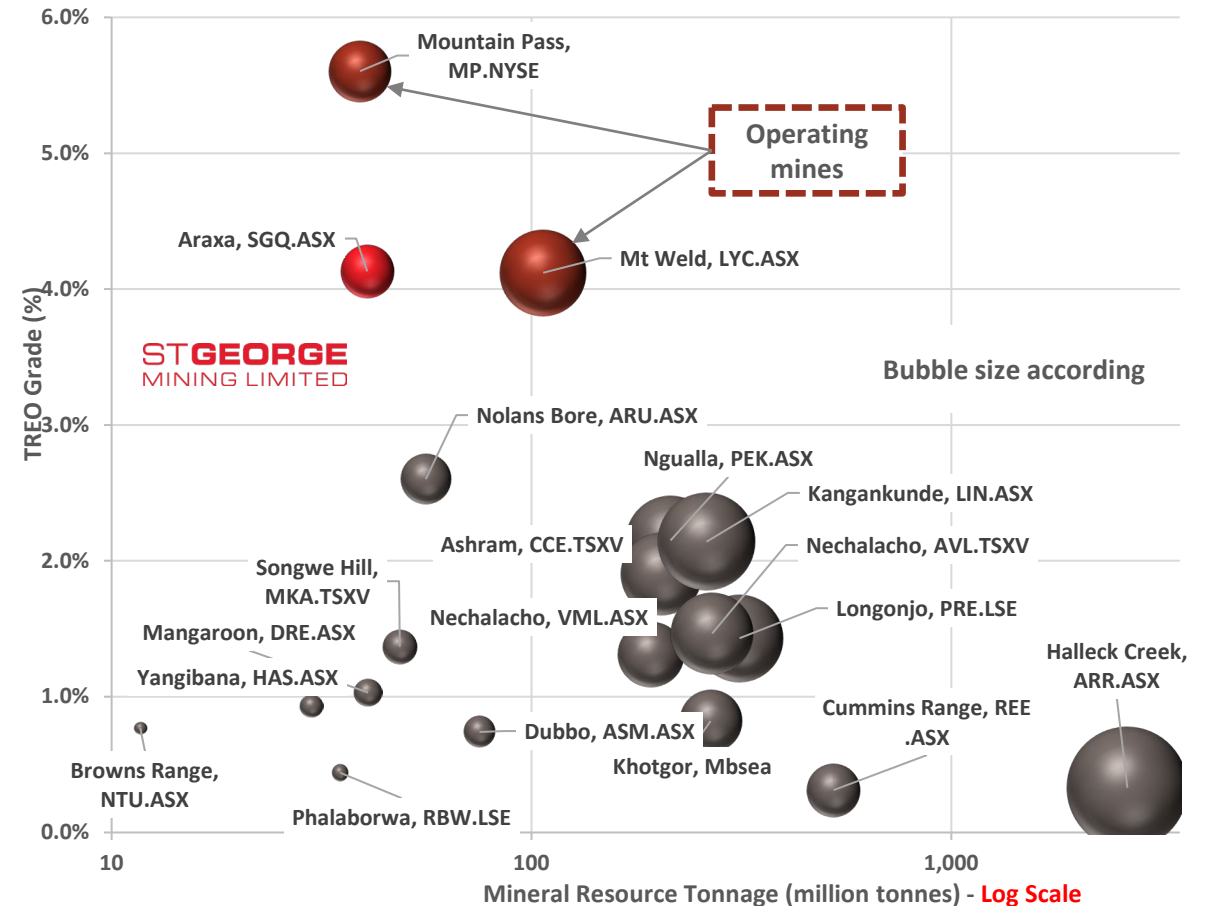 6.0%
Mountain Pass,
MP.NYSE
Operating
mines
5.0%
Araxa, SGQ.ASX
Mt Weld, LYC.ASX
4.0%
TREO Grade (%)
STGEORGE
MINING LIMITED
Bubble size according
3.0%
Nolans Bore, ARU.ASX
Ngualla, PEK.ASX
Kangankunde, LIN.ASX
Ashram, CCE.TSXV
Nechalacho, AVL.TSXV
2.0%
Songwe Hill,
MKA.TSXV
Nechalacho, VML.ASX
Longonjo, PRE.LSE
Mangaroon, DRE.ASX
Halleck Creek,
ARR.ASX
Yangibana, HAS.ASX
1.0%
Cummins Range, REE
.ASX
Dubbo, ASM.ASX
Khotgor, Mbsea
Browns Range,
NTU.ASX
Phalaborwa, RBW.LSE
0.0%
10
100
1,000
Mineral Resource Tonnage (million tonnes) - Log Scale